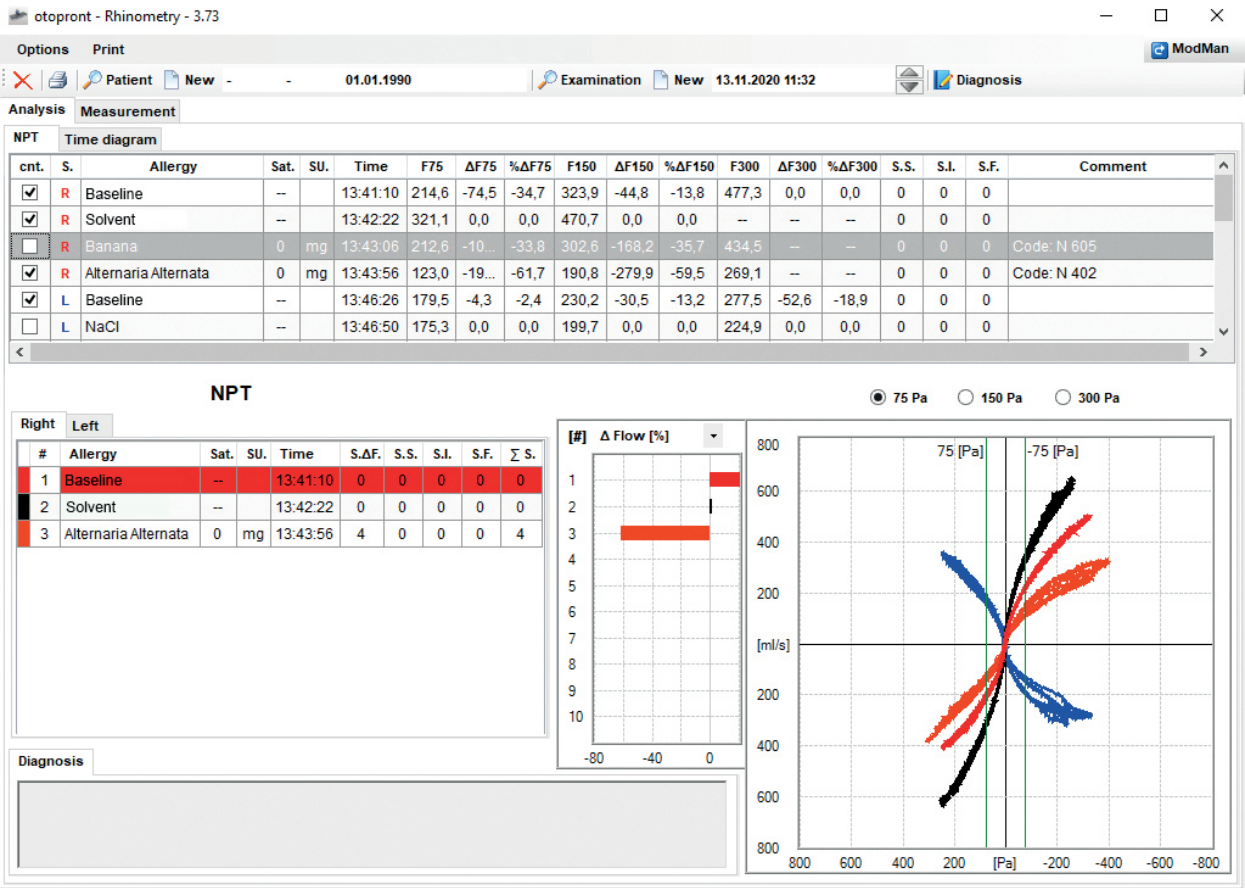 otopront - Rhinometry - 3.73
Options Print ModMan
Patient New - - 01.01.1990 Examination New 13.11.2020 11:32 Diagnosis
Analysis Measurement
NPT Time diagram
cnt. S. Allergy Sat. SU. Time F75 ΔF75 %ΔF75 F150 ΔF150 %ΔF150 F300 ΔF300 %ΔF300 S.S. S.I. S.F. Comment
R Baseline -- 13:41:10 214,6 -74,5 -34,7 323,9 -44,8 -13,8 477,3 0,0 0,0 0 0 0
R Solvent -- 13:42:22 321,1 0,0 0,0 470,7 0,0 0,0 -- -- 0 0 0
R Banana 0 mg 13:43:06 212,6 -10... -33,8 302,6 -168,2 -35,7 434,5 -- -- 0 0 0 Code: N 605
R Alternaria Alternata 0 mg 13:43:56 123,0 -19... -61,7 190,8 -279,9 -59,5 269,1 -- -- 0 0 0 Code: N 402
L Baseline -- 13:46:26 179,5 -4,3 -2,4 230,2 -30,5 -13,2 277,5 -52,6 -18,9 0 0 0
L NaCl -- 13:46:50 175,3 0,0 0,0 199,7 0,0 0,0 224,9 0,0 0,0 0 0 0
NPT
75 Pa 150 Pa 300 Pa
Right Left
# Allergy Sat. SU. Time S.ΔF. S.S. S.I. S.F. ∑ S.
1 Baseline -- 13:41:10 0 0 0 0 0
2 Solvent -- 13:42:22 0 0 0 0 0
3 Alternaria Alternata 0 mg 13:43:56 4 0 0 0 4
[#] Δ Flow [%]
1
2
3
4
5
6
7
8
9
10
-80 -40 0
75 [Pa] -75 [Pa]
800
600
400
200
[ml/s]
200
400
600
800
800 600 400 200 [Pa] -200 -400 -600 -800
Diagnosis